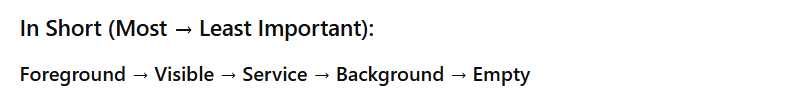 In Short (Most → Least Important):
Foreground → Visible → Service → Background → Empty